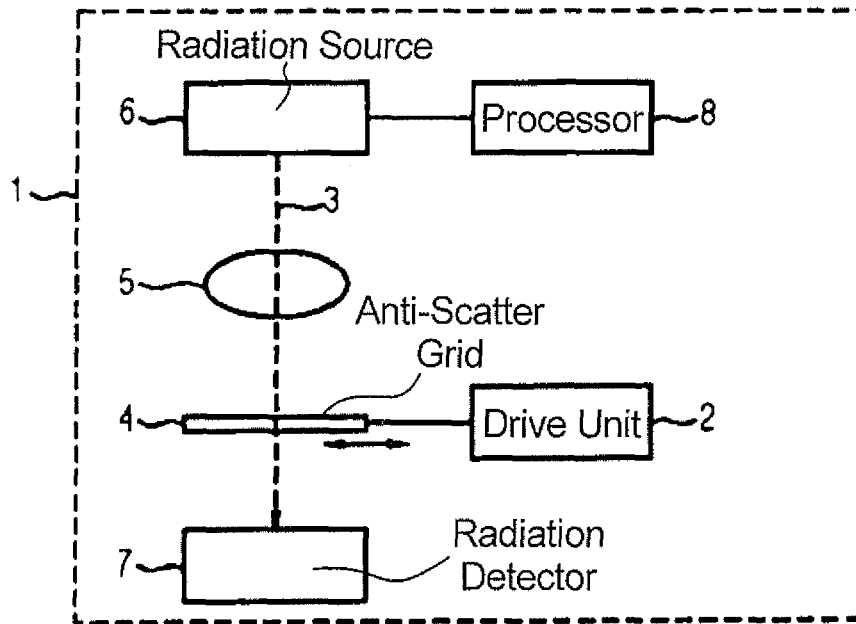 Radiation Source
6
Processor
8
1
3
5
Anti-Scatter
Grid
4
Drive Unit
2
7
Radiation
Detector